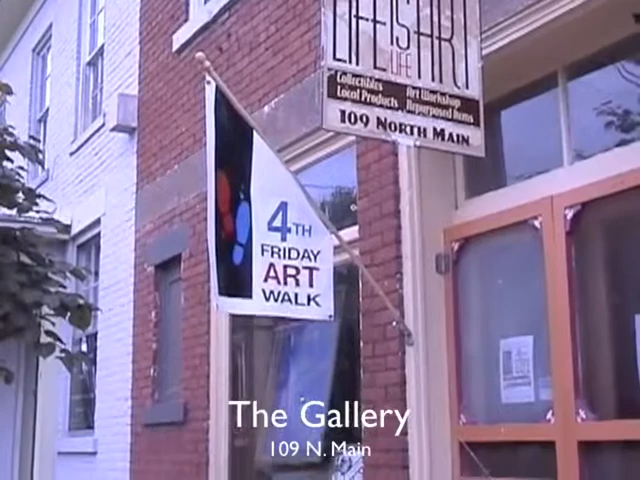 LIFE IS ART
LIFE
Collectibles Art Workshop
Local Products Repurposed Items
109 NORTH MAIN
4TH
FRIDAY
ART
WALK
The Gallery
109 N. Main